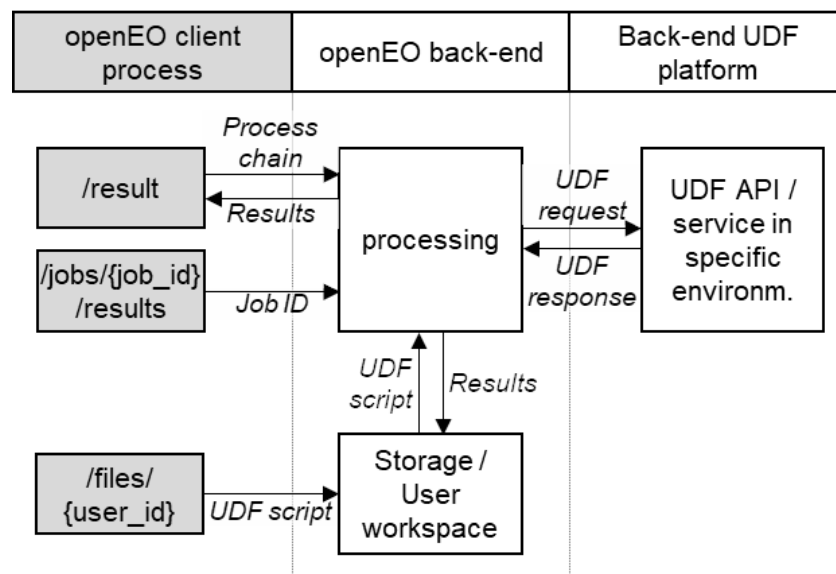 openEO client
process
openEO back-end
Back-end UDF
platform
/result
Process
chain
Results
processing
UDF
request
UDF
response
UDF API /
service in
specific
environm.
/jobs/{job_id}
/results
Job ID
UDF
script
Results
/files/
{user_id}
UDF script
Storage /
User
workspace